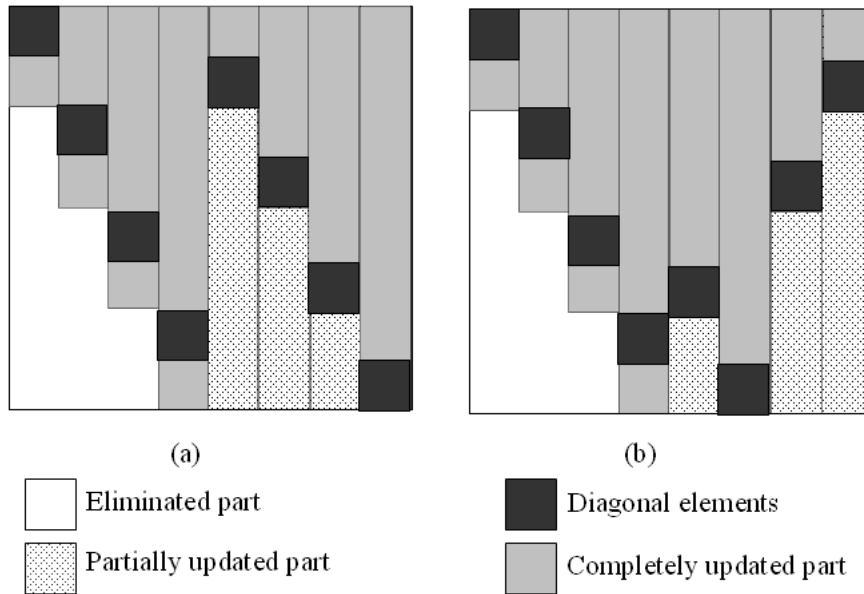 (a)
(b)
Eliminated part
Diagonal elements
Partially updated part
Completely updated part